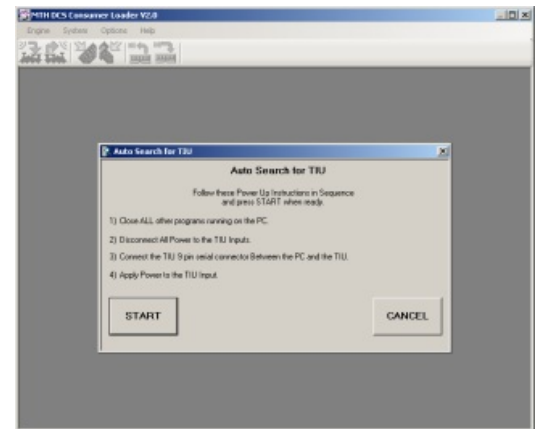 MTH DCS Consumer Loader V2.0
Engine System Options Help
Auto Search for TIU
Auto Search for TIU
Follow these Power Up Instructions in Sequence
and press START when ready.
1) Close ALL other programs running on the PC.
2) Disconnect All Power to the TIU Inputs.
3) Connect the TIU 9 pin serial connector Between the PC and the TIU.
4) Apply Power to the TIU Input.
START CANCEL